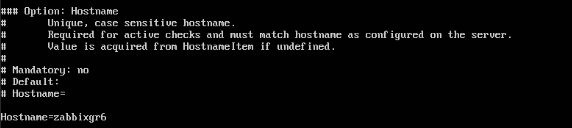 ### Option: Hostname
#       Unique, case sensitive hostname.
#       Required for active checks and must match hostname as configured on the server.
#       Value is acquired from HostnameItem if undefined.
#
# Mandatory: no
# Default:
# Hostname=
Hostname=zabbixgr6